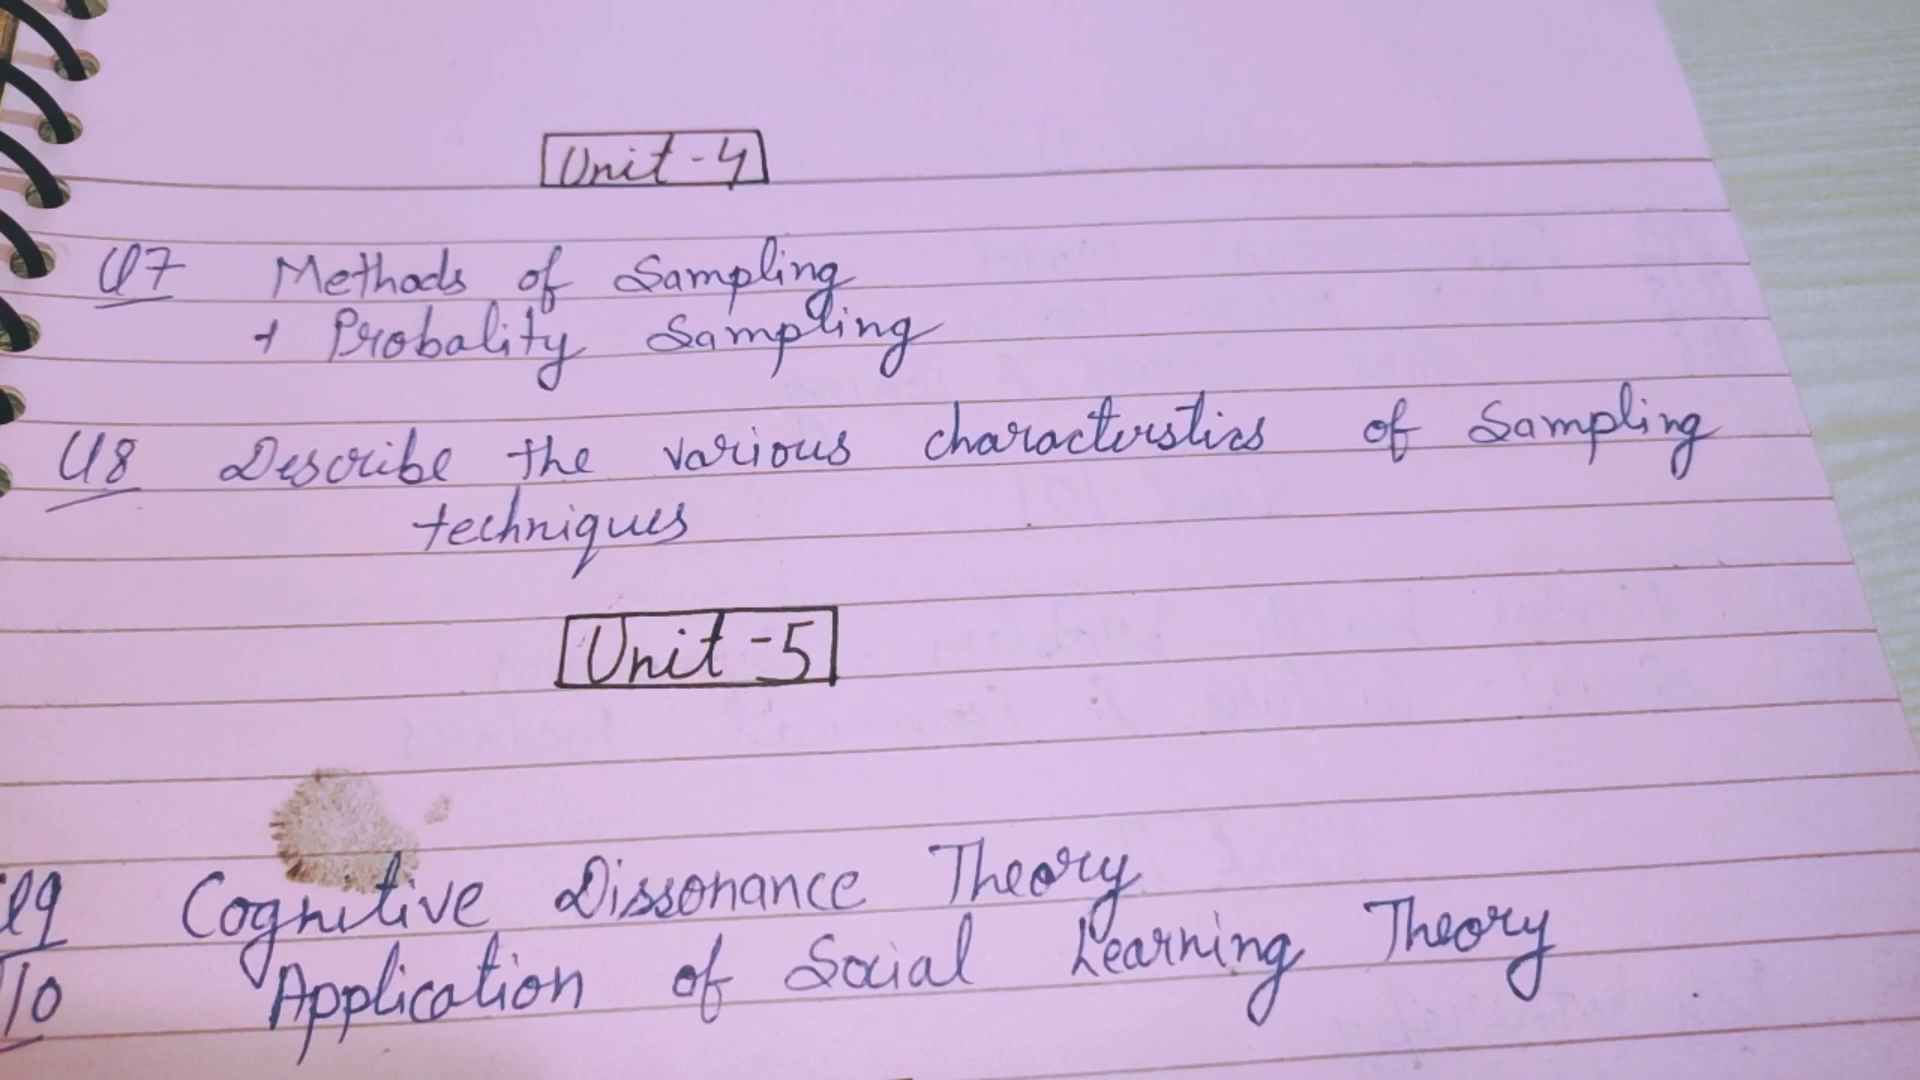 Unit-4
Q7 Methods of Sampling
+ Probality Sampling
Q8 Describe the various characterstics of Sampling
techniques
Unit-5
Q9 Cognitive Dissonance Theory
10 Application of Social Learning Theory